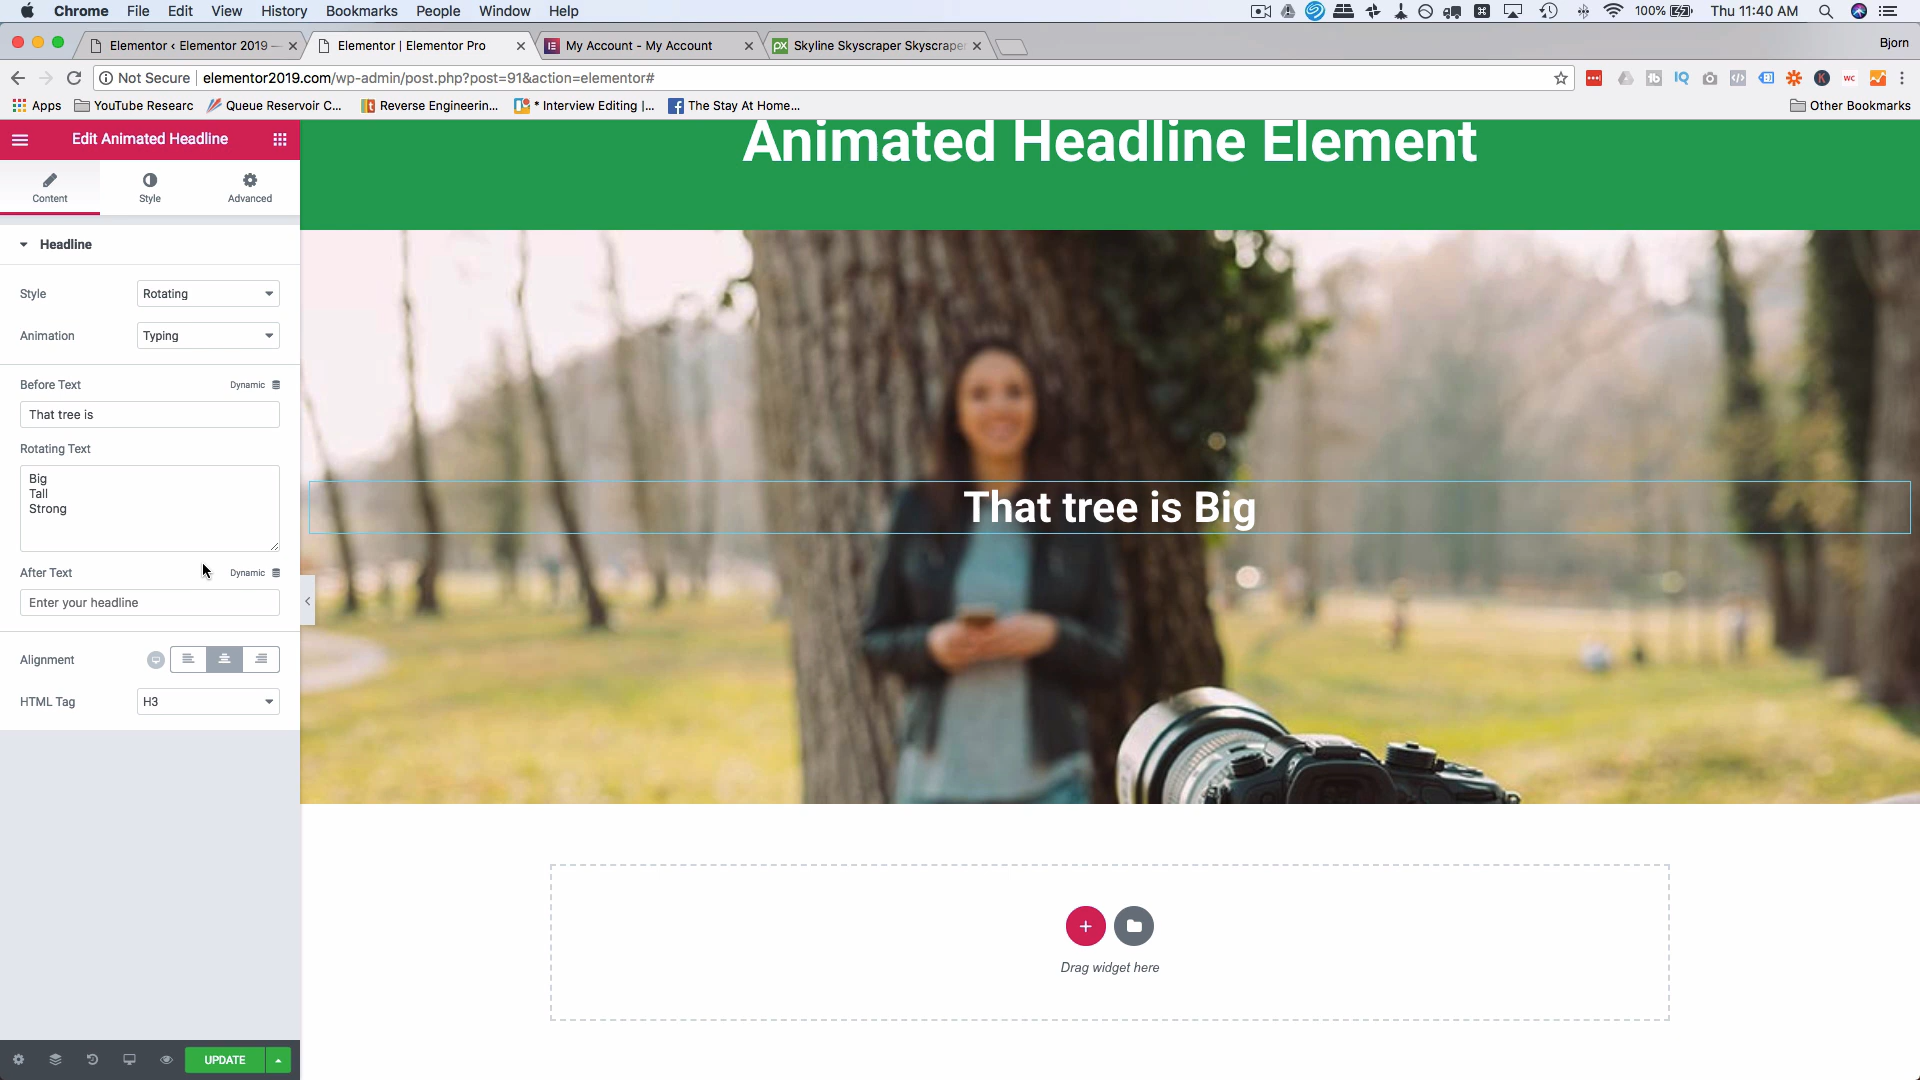 Chrome File Edit View History Bookmarks People Window Help 100% Thu 11:40 AM
Elementor ‹ Elementor 2019 —
Elementor | Elementor Pro
My Account - My Account
Skyline Skyscraper Skyscraper
Bjorn
Not Secure | elementor2019.com/wp-admin/post.php?post=91&action=elementor#
Apps YouTube Researc Queue Reservoir C... Reverse Engineerin... * Interview Editing |... The Stay At Home... Other Bookmarks
Edit Animated Headline
Content Style Advanced
Headline
Style Rotating
Animation Typing
Before Text Dynamic
That tree is
Rotating Text
Big
Tall
Strong
After Text Dynamic
Enter your headline
Alignment
HTML Tag H3
UPDATE
Animated Headline Element
That tree is Big
Drag widget here